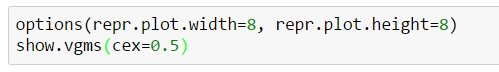 options(repr.plot.width=8, repr.plot.height=8)
show.vgms(cex=0.5)